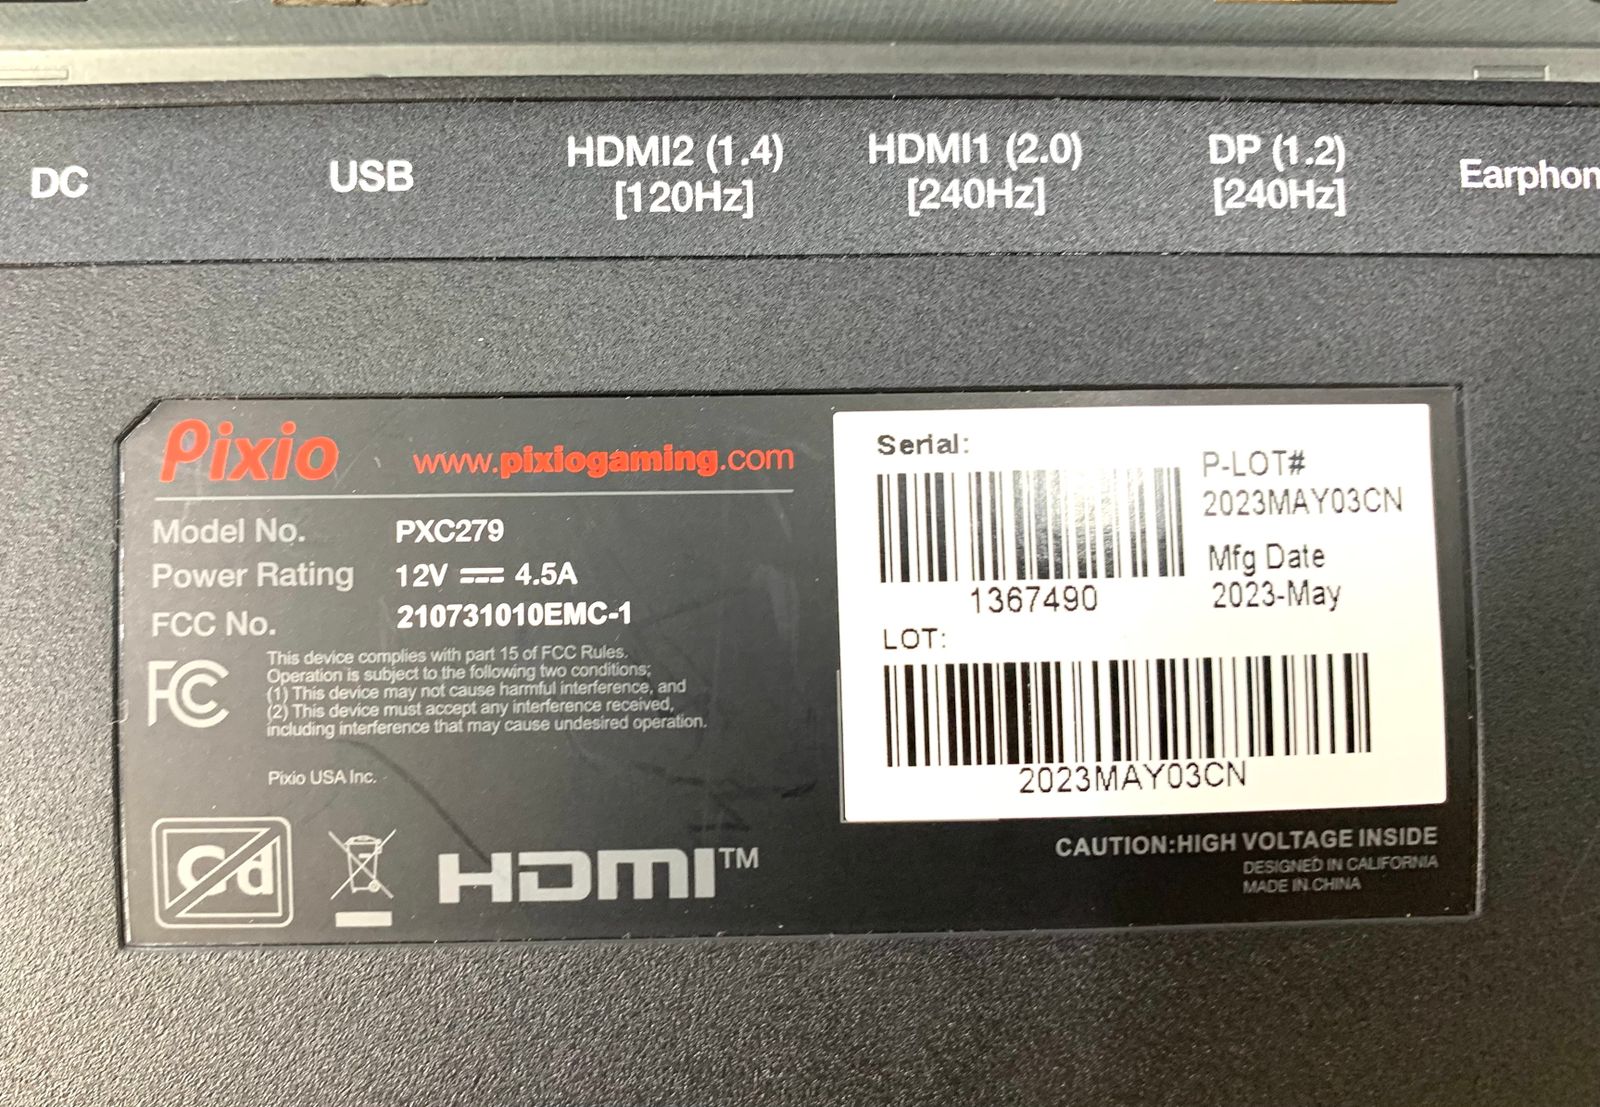 DC
USB
HDMI2 (1.4)
[120Hz]
HDMI1 (2.0)
[240Hz]
DP (1.2)
[240Hz]
Earphon
Pixio
www.pixiogaming.com
Model No. PXC279
Power Rating 12V ⎓ 4.5A
FCC No. 210731010EMC-1
FC
This device complies with part 15 of FCC Rules.
Operation is subject to the following two conditions;
(1) This device may not cause harmful interference, and
(2) This device must accept any interference received,
including interference that may cause undesired operation.
Pixio USA Inc.
Cd
HDMI™
Serial:
1367490
P-LOT#
2023MAY03CN
Mfg Date
2023-May
LOT:
2023MAY03CN
CAUTION:HIGH VOLTAGE INSIDE
DESIGNED IN CALIFORNIA
MADE IN CHINA